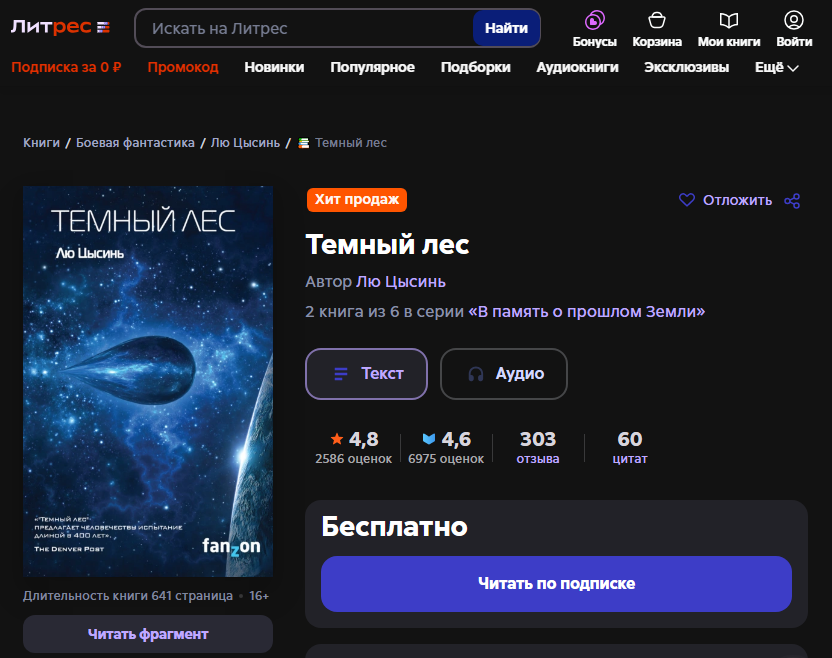 Литрес
Искать на Литрес
Найти
Бонусы
Корзина
Мои книги
Войти
Подписка за 0 ₽
Промокод
Новинки
Популярное
Подборки
Аудиокниги
Эксклюзивы
Ещё
Книги / Боевая фантастика / Лю Цысинь / Темный лес
ТЕМНЫЙ ЛЕС
Лю Цысинь
«"ТЕМНЫЙ ЛЕС"
ПРЕДЛАГАЕТ ЧЕЛОВЕЧЕСТВУ ИСПЫТАНИЕ
ДЛИНОЙ В 400 ЛЕТ».
THE DENVER POST
fanzon
Длительность книги 641 страница • 16+
Читать фрагмент
Хит продаж
Отложить
Темный лес
Автор Лю Цысинь
2 книга из 6 в серии «В память о прошлом Земли»
Текст
Аудио
4,8
2586 оценок
4,6
6975 оценок
303
отзыва
60
цитат
Бесплатно
Читать по подписке